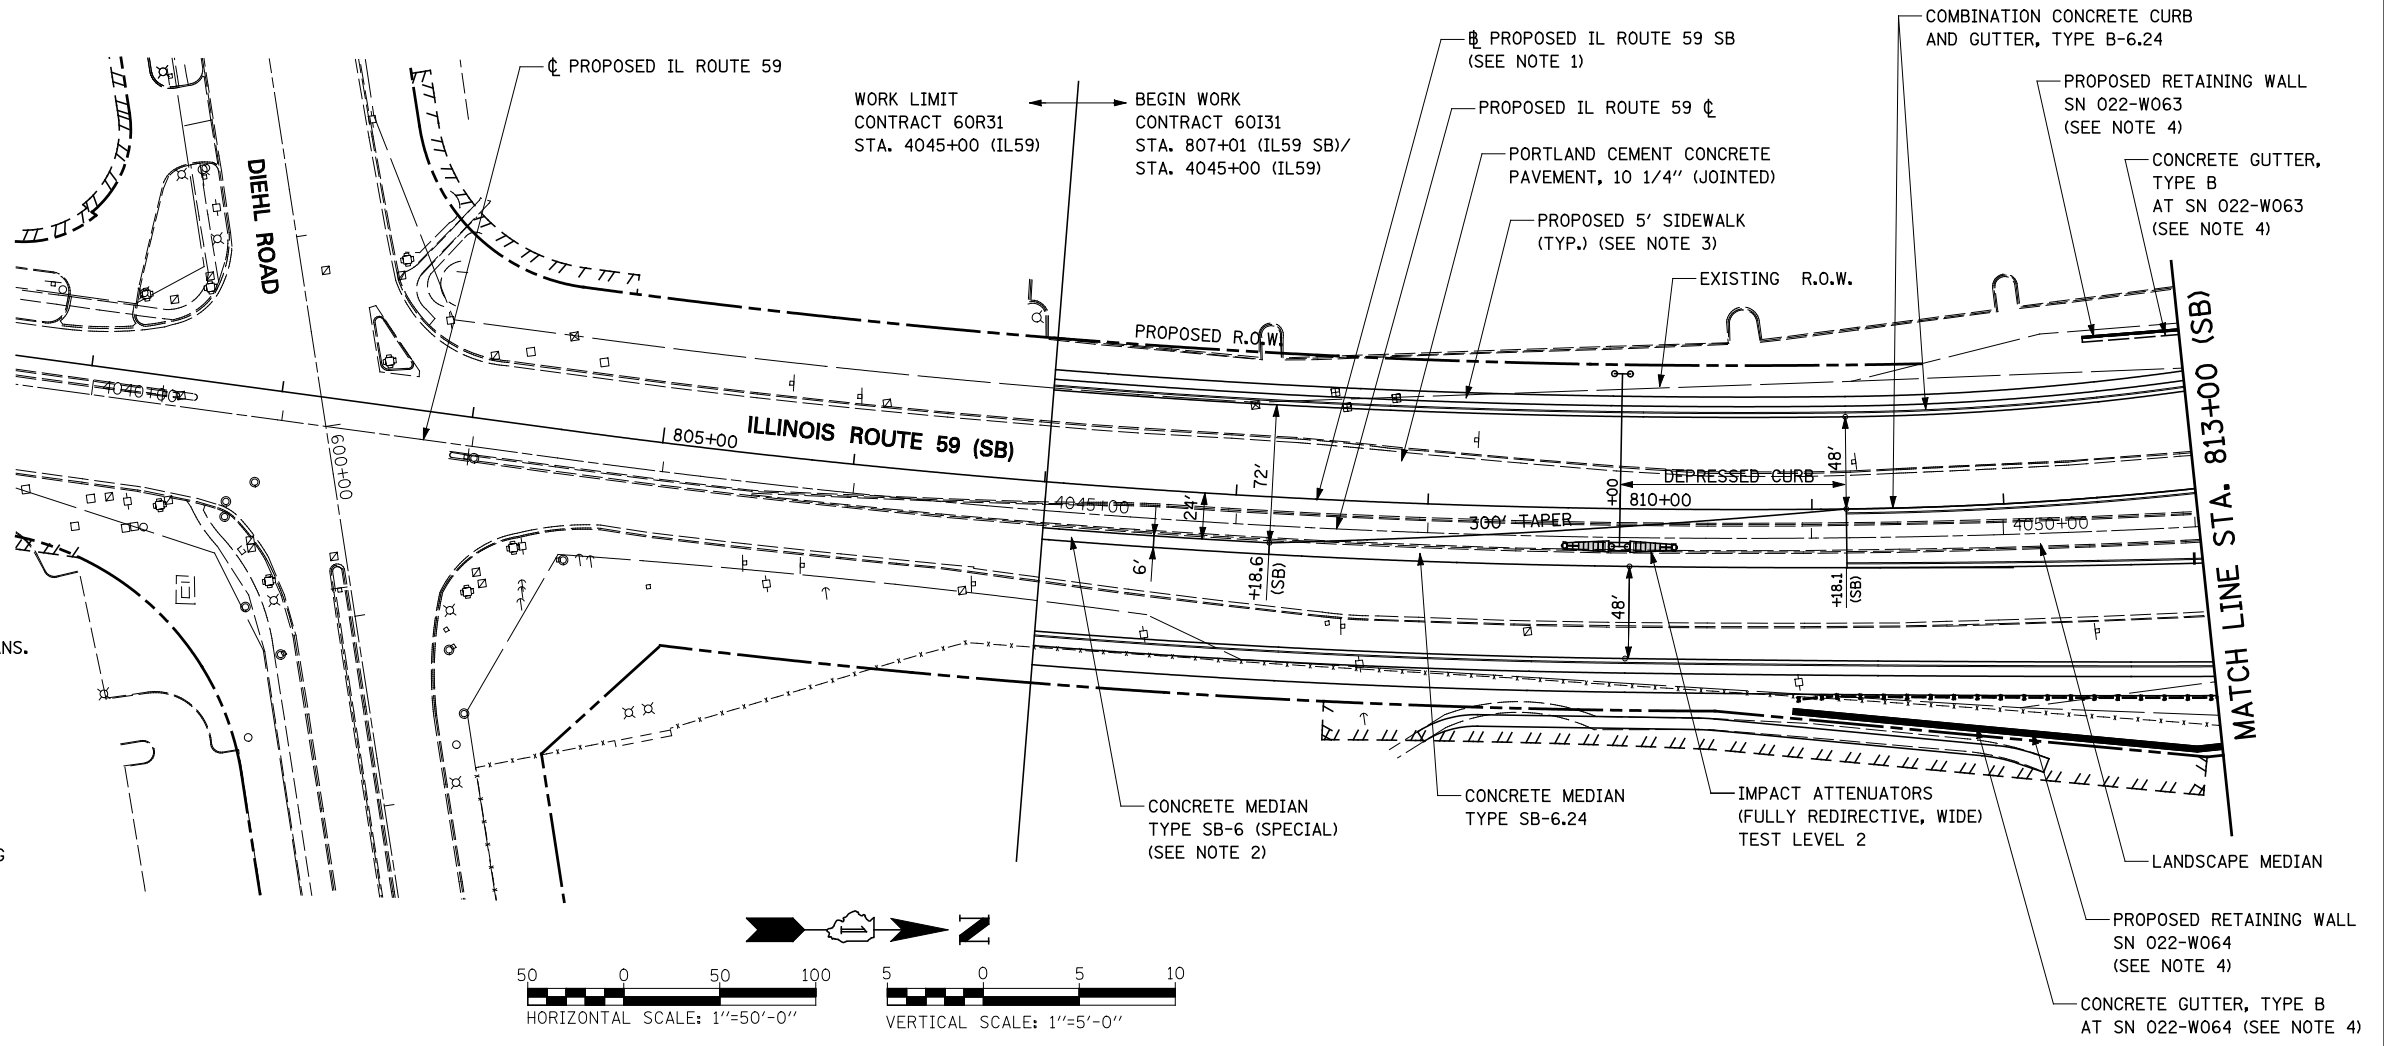 ℄ PROPOSED IL ROUTE 59
WORK LIMIT
CONTRACT 60R31
STA. 4045+00 (IL59)
BEGIN WORK
CONTRACT 60I31
STA. 807+01 (IL59 SB)/
STA. 4045+00 (IL59)
BL PROPOSED IL ROUTE 59 SB
(SEE NOTE 1)
PROPOSED IL ROUTE 59 ℄
PORTLAND CEMENT CONCRETE
PAVEMENT, 10 1/4" (JOINTED)
PROPOSED 5' SIDEWALK
(TYP.) (SEE NOTE 3)
EXISTING R.O.W.
COMBINATION CONCRETE CURB
AND GUTTER, TYPE B-6.24
PROPOSED RETAINING WALL
SN 022-W063
(SEE NOTE 4)
CONCRETE GUTTER,
TYPE B
AT SN 022-W063
(SEE NOTE 4)
DIEHL ROAD
PROPOSED R.O.W.
4040+00
600+00
805+00
ILLINOIS ROUTE 59 (SB)
4045+00
6'
24'
72'
+18.6
(SB)
300' TAPER
+00
810+00
DEPRESSED CURB
48'
48'
+18.1
(SB)
4050+00
MATCH LINE STA. 813+00 (SB)
NS.
G
CONCRETE MEDIAN
TYPE SB-6 (SPECIAL)
(SEE NOTE 2)
CONCRETE MEDIAN
TYPE SB-6.24
IMPACT ATTENUATORS
(FULLY REDIRECTIVE, WIDE)
TEST LEVEL 2
LANDSCAPE MEDIAN
PROPOSED RETAINING WALL
SN 022-W064
(SEE NOTE 4)
CONCRETE GUTTER, TYPE B
AT SN 022-W064 (SEE NOTE 4)
N
50 0 50 100
HORIZONTAL SCALE: 1"=50'-0"
5 0 5 10
VERTICAL SCALE: 1"=5'-0"